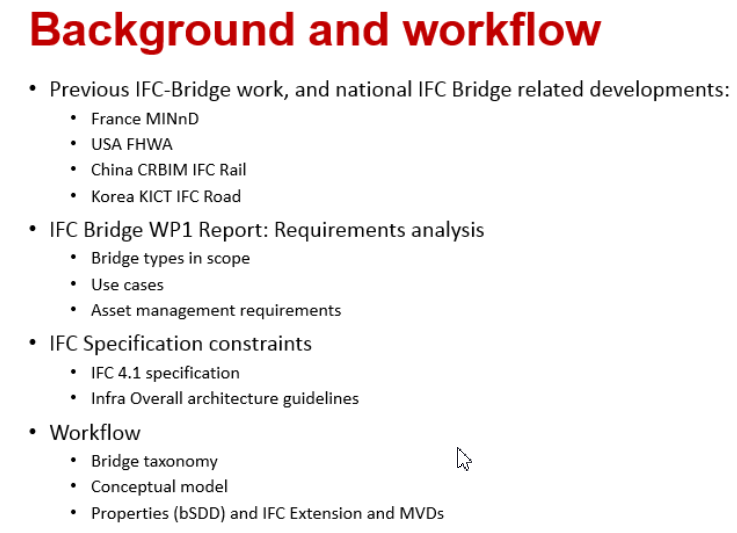 Background and workflow
• Previous IFC-Bridge work, and national IFC Bridge related developments:
• France MINnD
• USA FHWA
• China CRBIM IFC Rail
• Korea KICT IFC Road
• IFC Bridge WP1 Report: Requirements analysis
• Bridge types in scope
• Use cases
• Asset management requirements
• IFC Specification constraints
• IFC 4.1 specification
• Infra Overall architecture guidelines
• Workflow
• Bridge taxonomy
• Conceptual model
• Properties (bSDD) and IFC Extension and MVDs